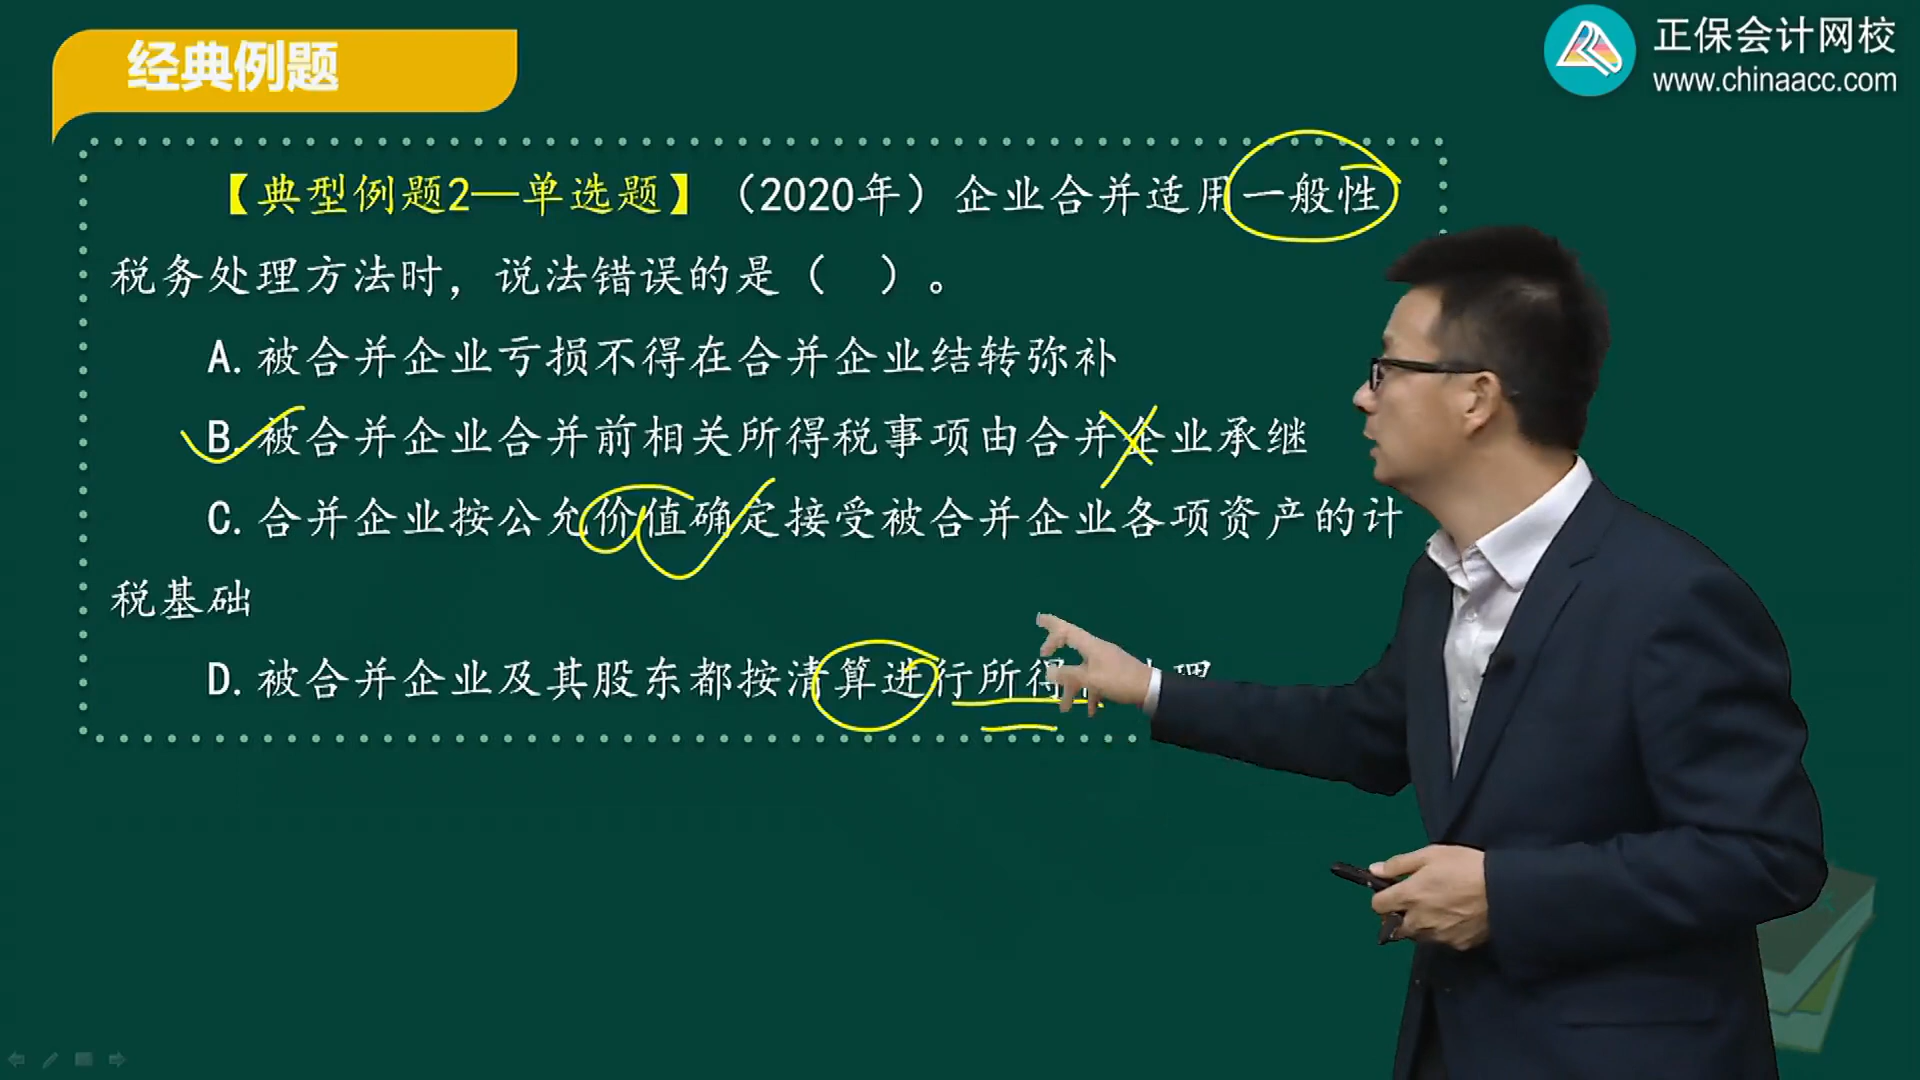 经典例题
正保会计网校
www.chinaacc.com
【典型例题2—单选题】（2020年）企业合并适用一般性
税务处理方法时，说法错误的是（ ）。
A.被合并企业亏损不得在合并企业结转弥补
B.被合并企业合并前相关所得税事项由合并企业承继
C.合并企业按公允价值确定接受被合并企业各项资产的计
税基础
D.被合并企业及其股东都按清算进行所得